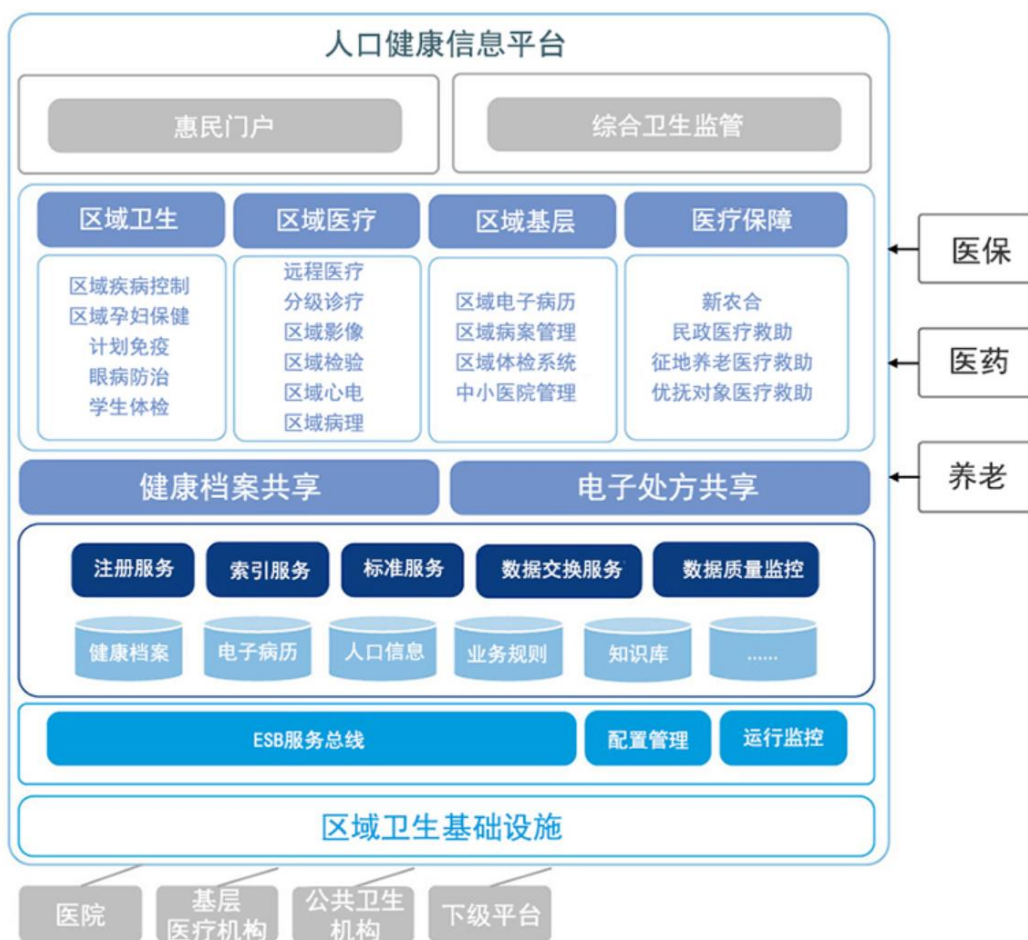 人口健康信息平台
惠民门户
综合卫生监管
区域卫生
区域疾病控制
区域孕妇保健
计划免疫
眼病防治
学生体检
区域医疗
远程医疗
分级诊疗
区域影像
区域检验
区域心电
区域病理
区域基层
区域电子病历
区域病案管理
区域体检系统
中小医院管理
医疗保障
新农合
民政医疗救助
征地养老医疗救助
优抚对象医疗救助
医保
医药
养老
健康档案共享
电子处方共享
注册服务
索引服务
标准服务
数据交换服务
数据质量监控
健康档案
电子病历
人口信息
业务规则
知识库
......
ESB服务总线
配置管理
运行监控
区域卫生基础设施
医院
基层
医疗机构
公共卫生
机构
下级平台